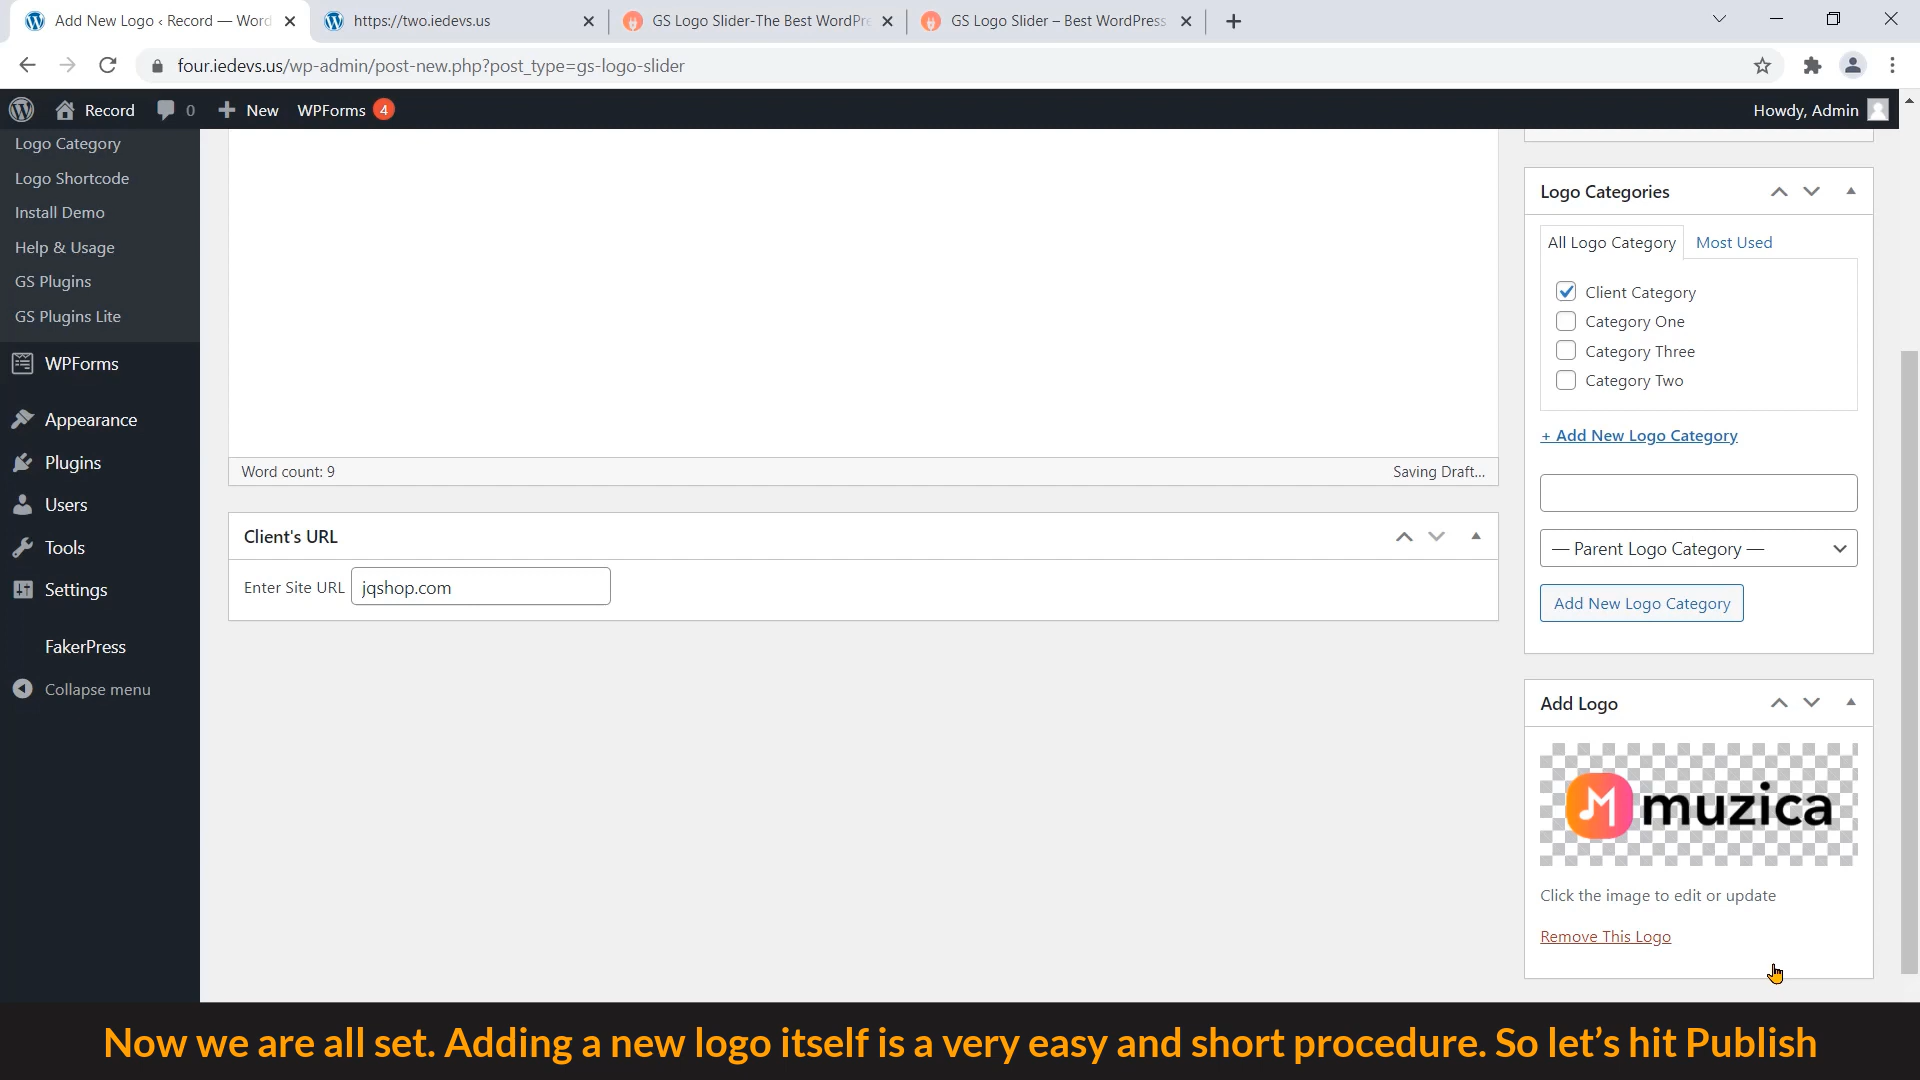 Add New Logo ‹ Record — Word
https://two.iedevs.us
GS Logo Slider-The Best WordPre
GS Logo Slider – Best WordPress
four.iedevs.us/wp-admin/post-new.php?post_type=gs-logo-slider
Record
0
New
WPForms 4
Howdy, Admin
Logo Category
Logo Shortcode
Install Demo
Help & Usage
GS Plugins
GS Plugins Lite
WPForms
Appearance
Plugins
Users
Tools
Settings
FakerPress
Collapse menu
Word count: 9
Saving Draft...
Client's URL
Enter Site URL
jqshop.com
Logo Categories
All Logo Category
Most Used
Client Category
Category One
Category Three
Category Two
+ Add New Logo Category
— Parent Logo Category —
Add New Logo Category
Add Logo
muzica
Click the image to edit or update
Remove This Logo
Now we are all set. Adding a new logo itself is a very easy and short procedure. So let’s hit Publish